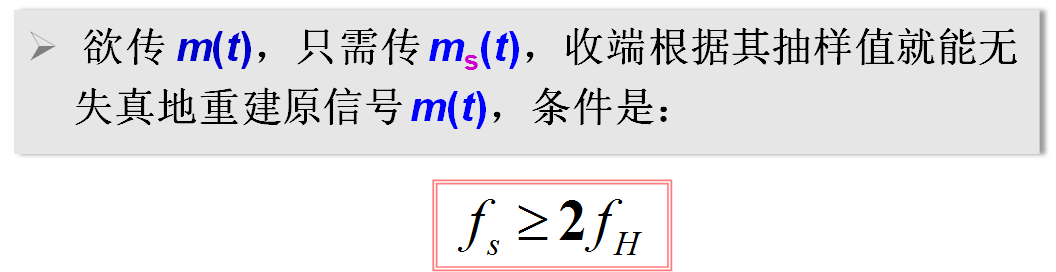 ➢ 欲传 m(t)，只需传 mₛ(t)，收端根据其抽样值就能无
失真地重建原信号 m(t)，条件是：
fₛ ≥ 2f_H